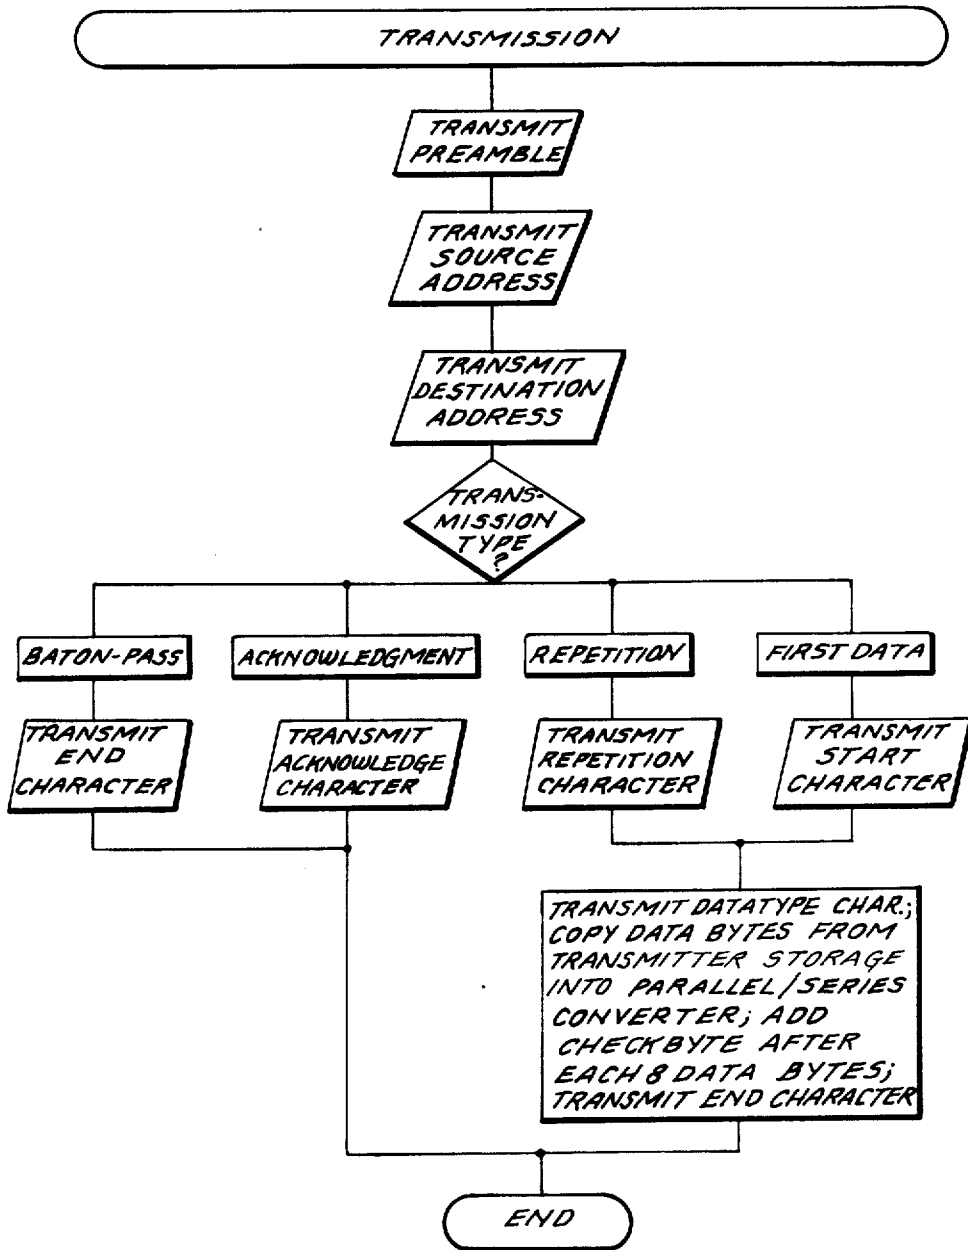 TRANSMISSION
TRANSMIT
PREAMBLE
TRANSMIT
SOURCE
ADDRESS
TRANSMIT
DESTINATION
ADDRESS
TRANS-
MISSION
TYPE
?
BATON-PASS
ACKNOWLEDGMENT
REPETITION
FIRST DATA
TRANSMIT
END
CHARACTER
TRANSMIT
ACKNOWLEDGE
CHARACTER
TRANSMIT
REPETITION
CHARACTER
TRANSMIT
START
CHARACTER
TRANSMIT DATATYPE CHAR.;
COPY DATA BYTES FROM
TRANSMITTER STORAGE
INTO PARALLEL/SERIES
CONVERTER; ADD
CHECKBYTE AFTER
EACH 8 DATA BYTES;
TRANSMIT END CHARACTER
END